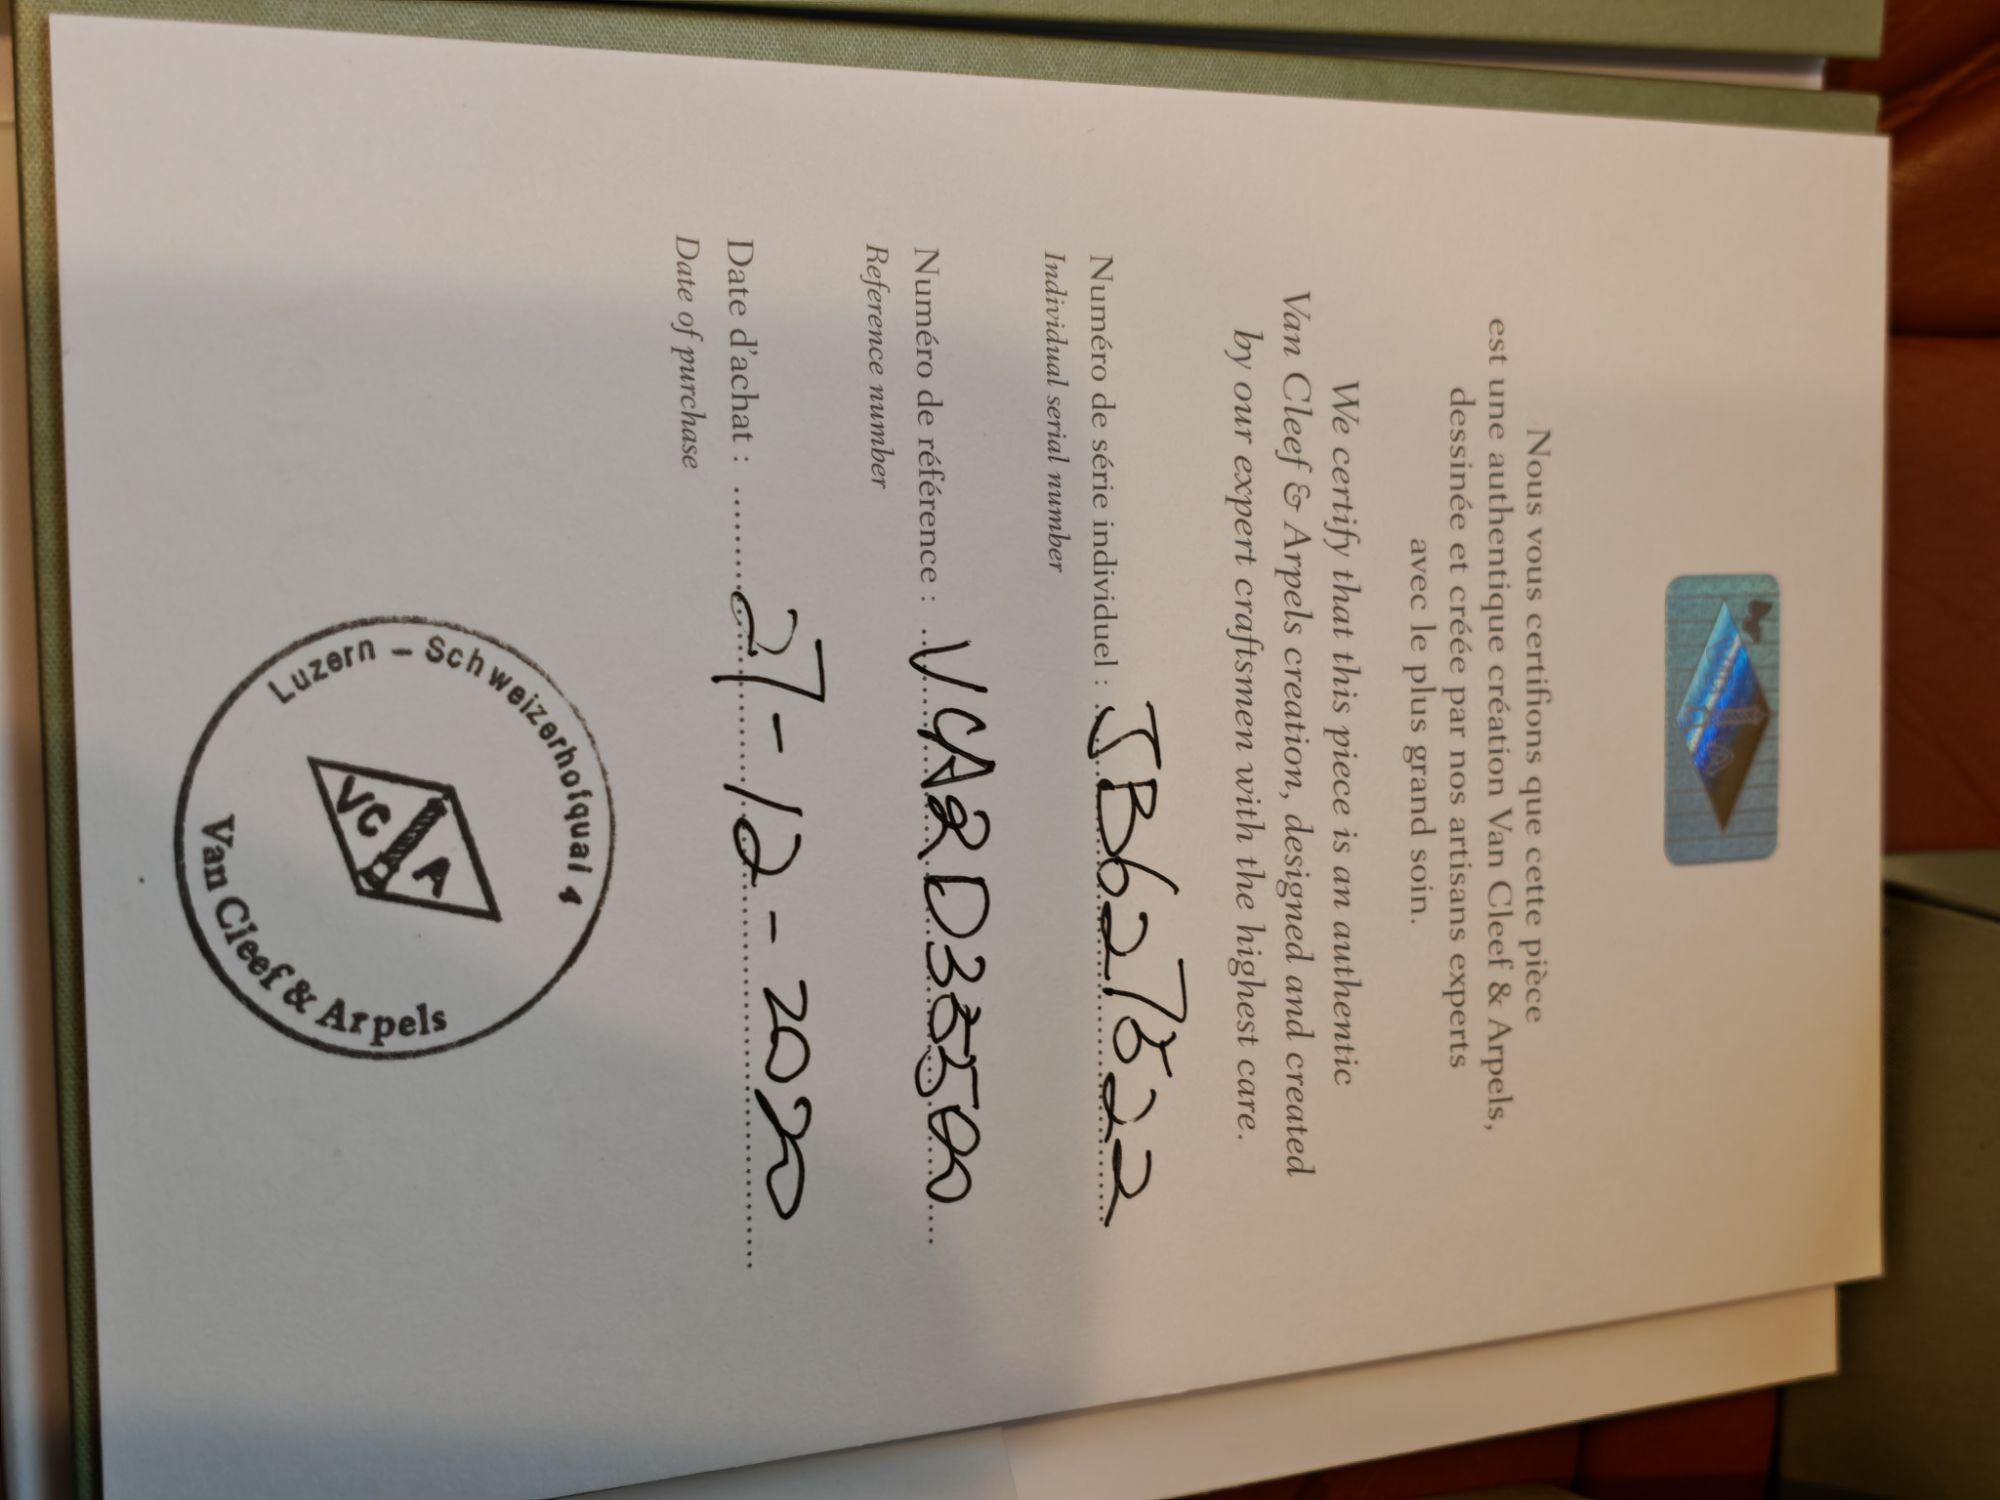 Nous vous certifions que cette pièce
est une authentique création Van Cleef & Arpels,
dessinée et créée par nos artisans experts
avec le plus grand soin.
We certify that this piece is an authentic
Van Cleef & Arpels creation, designed and created
by our expert craftsmen with the highest care.
Numéro de série individuel : JB627822
Individual serial number
Numéro de référence :
Reference number
Date d'achat : 27-12-2020
Date of purchase
Luzern – Schweizerhofquai 4
VC A
Van Cleef & Arpels